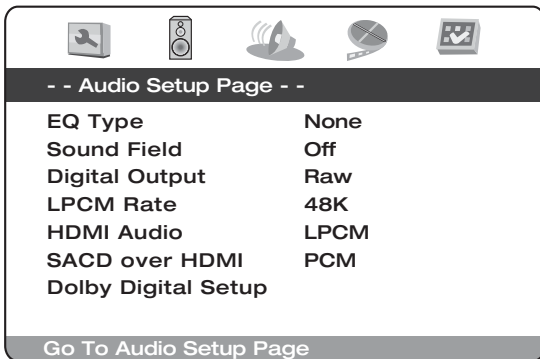 - - Audio Setup Page - -
EQ Type None
Sound Field Off
Digital Output Raw
LPCM Rate 48K
HDMI Audio LPCM
SACD over HDMI PCM
Dolby Digital Setup
Go To Audio Setup Page